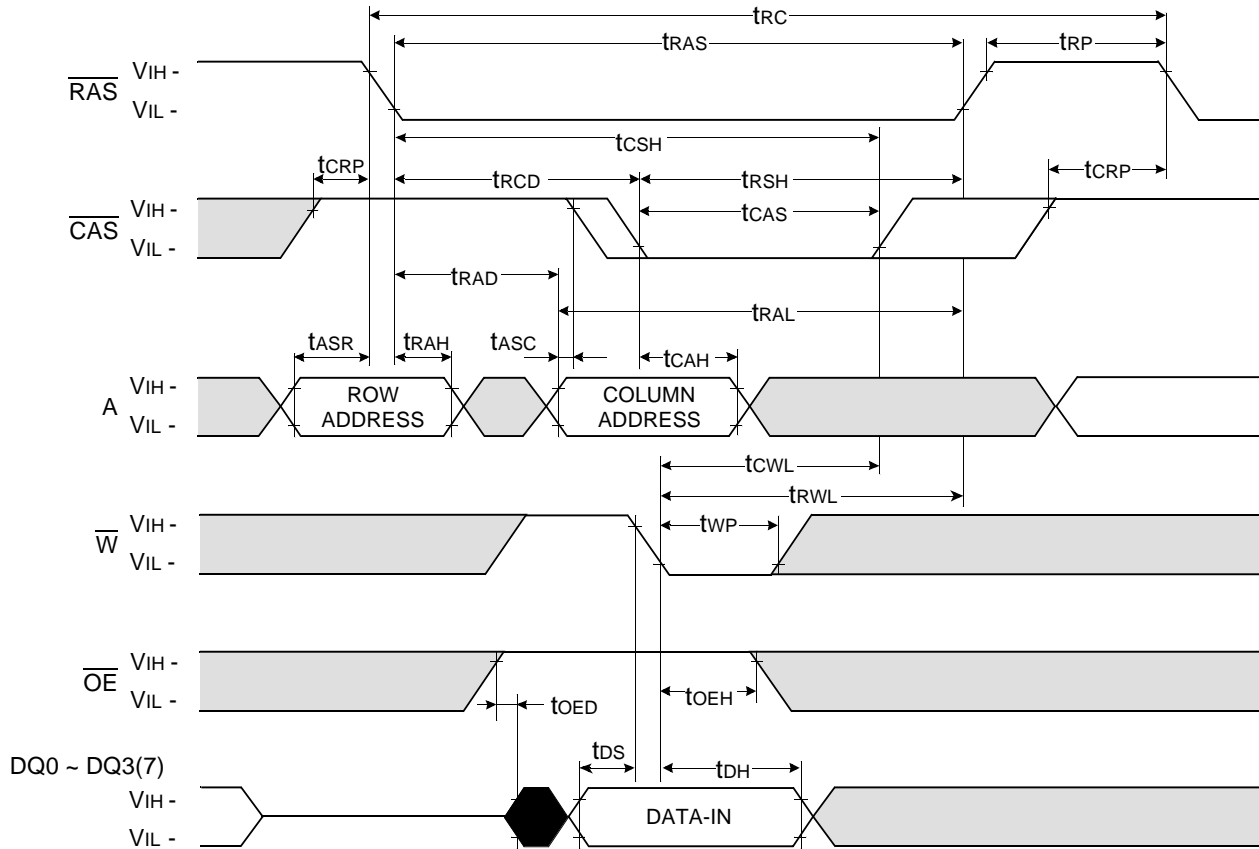 tRC
tRAS
tRP
RAS
VIH -
VIL -
tCSH
tCRP
tRCD
tRSH
tCRP
CAS
VIH -
VIL -
tCAS
tRAD
tRAL
tASR
tRAH
tASC
tCAH
A
VIH -
VIL -
ROW
ADDRESS
COLUMN
ADDRESS
tCWL
tRWL
W
VIH -
VIL -
tWP
OE
VIH -
VIL -
tOED
tOEH
tDS
tDH
DQ0 ~ DQ3(7)
VIH -
VIL -
DATA-IN